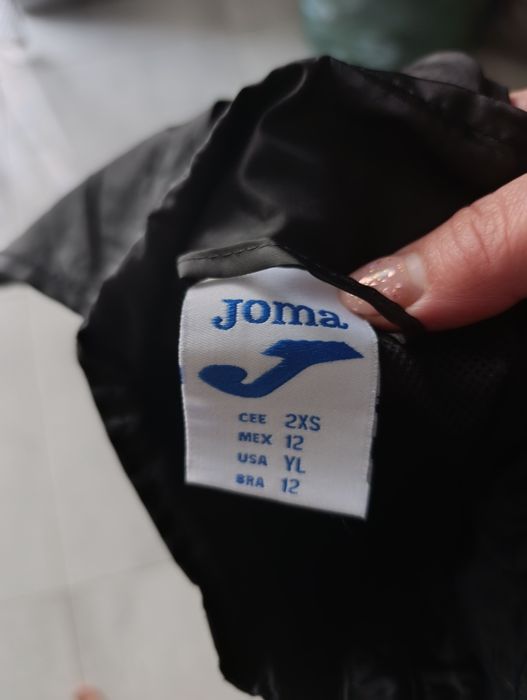 Joma
CEE 2XS
MEX 12
USA YL
BRA 12